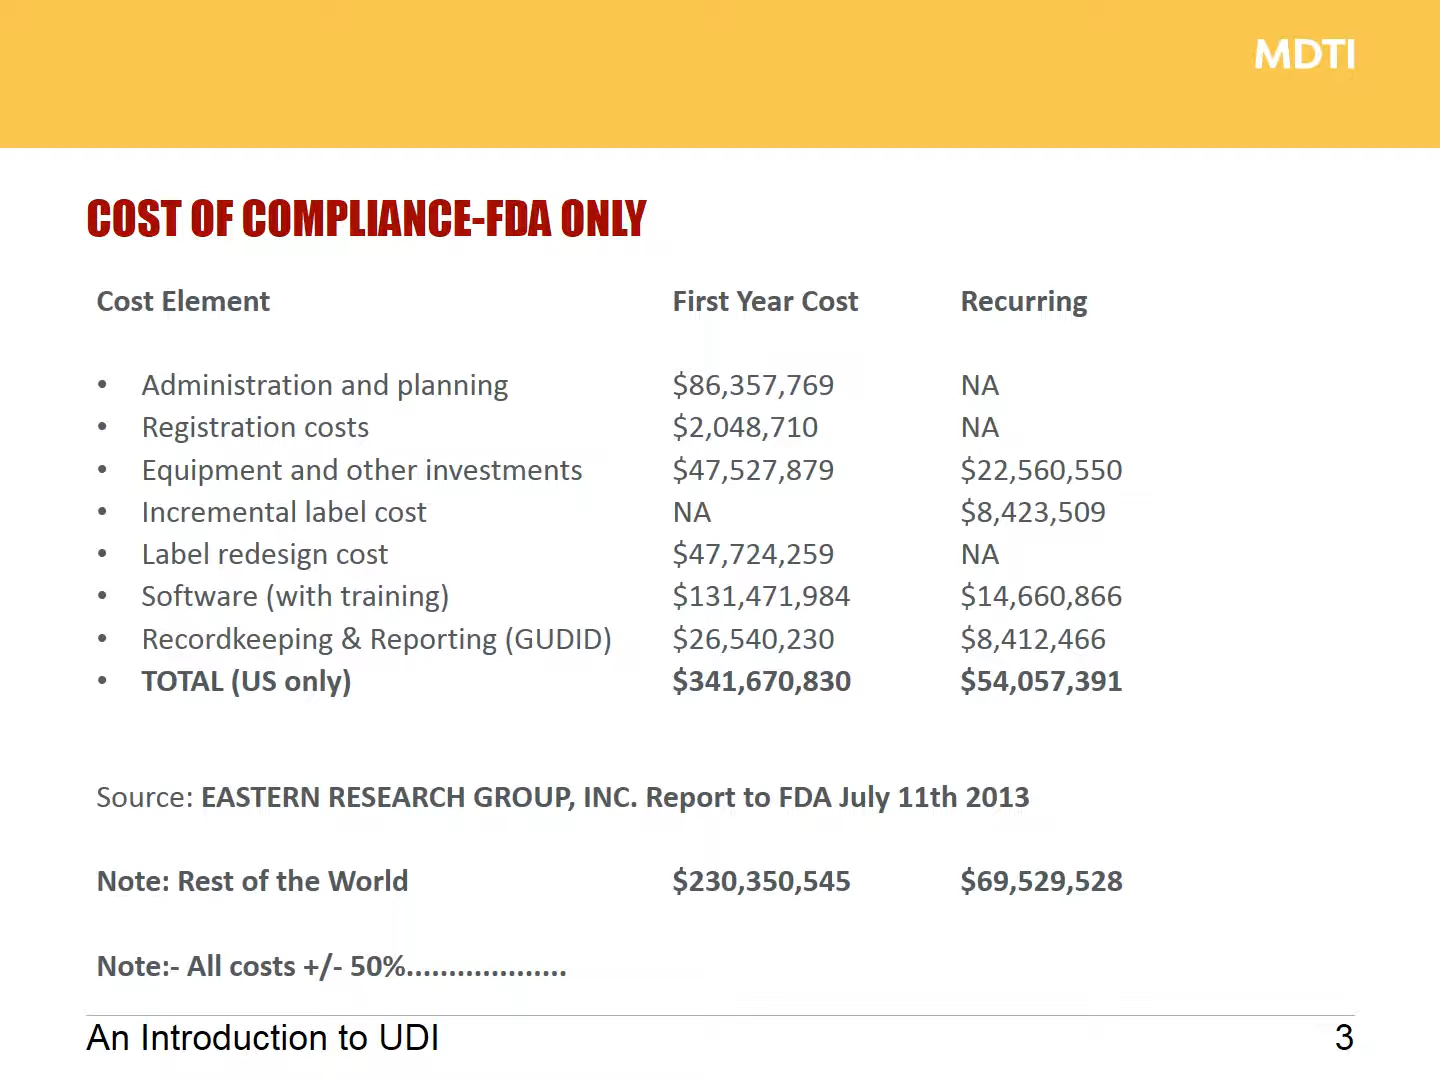 MDTI
COST OF COMPLIANCE-FDA ONLY
Cost Element First Year Cost Recurring
• Administration and planning $86,357,769 NA
• Registration costs $2,048,710 NA
• Equipment and other investments $47,527,879 $22,560,550
• Incremental label cost NA $8,423,509
• Label redesign cost $47,724,259 NA
• Software (with training) $131,471,984 $14,660,866
• Recordkeeping & Reporting (GUDID) $26,540,230 $8,412,466
• TOTAL (US only) $341,670,830 $54,057,391
Source: EASTERN RESEARCH GROUP, INC. Report to FDA July 11th 2013
Note: Rest of the World $230,350,545 $69,529,528
Note:- All costs +/- 50%...................
An Introduction to UDI 3